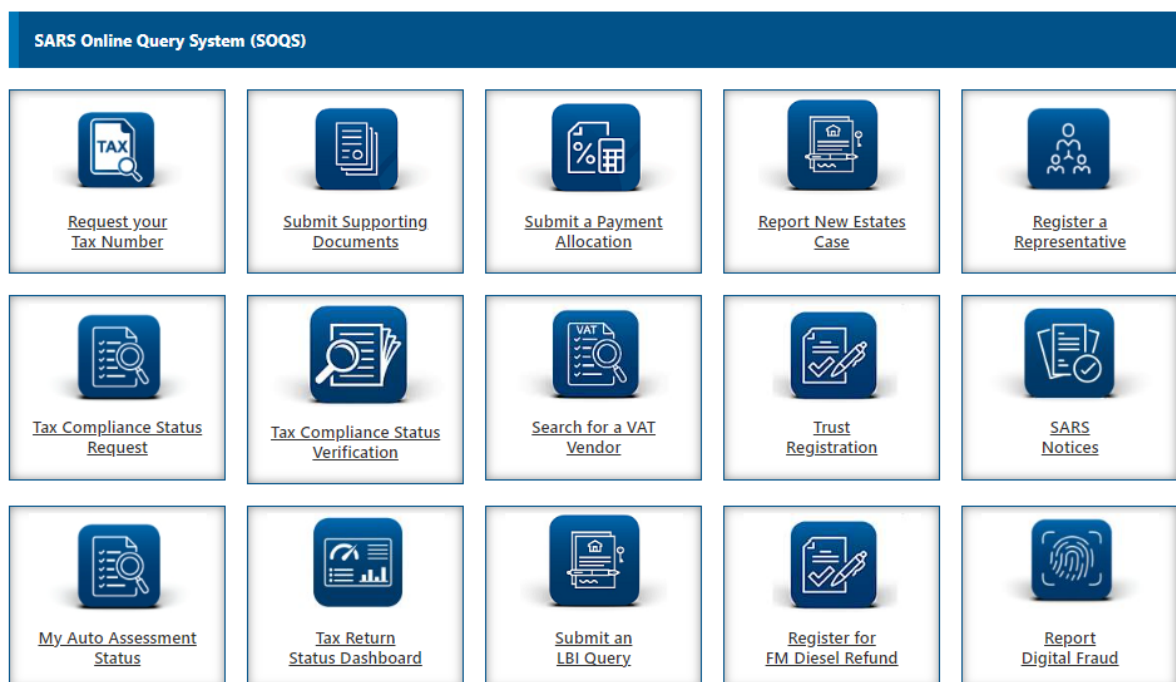 SARS Online Query System (SOQS)
TAX
Request your
Tax Number
Submit Supporting
Documents
%
Submit a Payment
Allocation
Report New Estates
Case
Register a
Representative
Tax Compliance Status
Request
Tax Compliance Status
Verification
VAT
Search for a VAT
Vendor
Trust
Registration
SARS
Notices
My Auto Assessment
Status
Tax Return
Status Dashboard
Submit an
LBI Query
Register for
FM Diesel Refund
Report
Digital Fraud